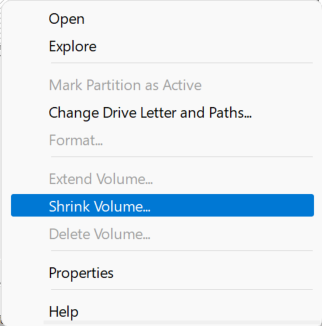 Open
Explore
Mark Partition as Active
Change Drive Letter and Paths...
Format...
Extend Volume...
Shrink Volume...
Delete Volume...
Properties
Help